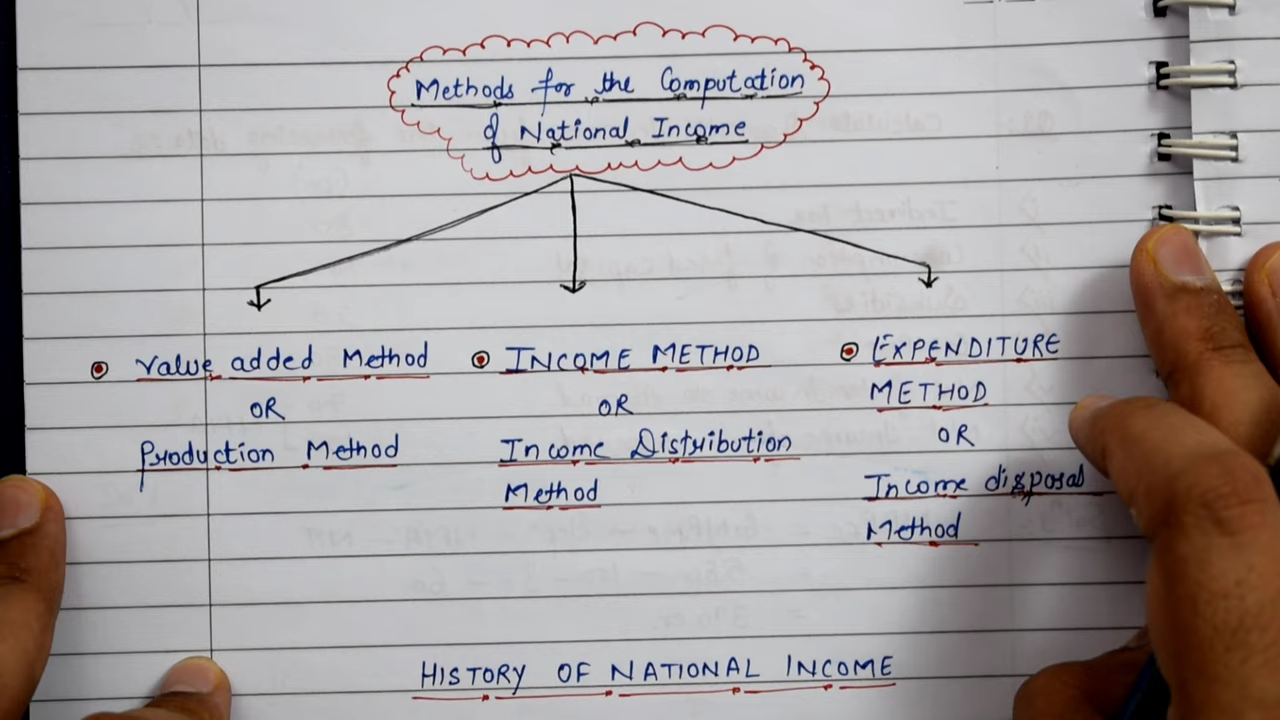 Methods for the Computation
of National Income
Value added Method
OR
Production Method
INCOME METHOD
OR
Income Distribution
Method
EXPENDITURE
METHOD
OR
Income disposal
Method
HISTORY OF NATIONAL INCOME